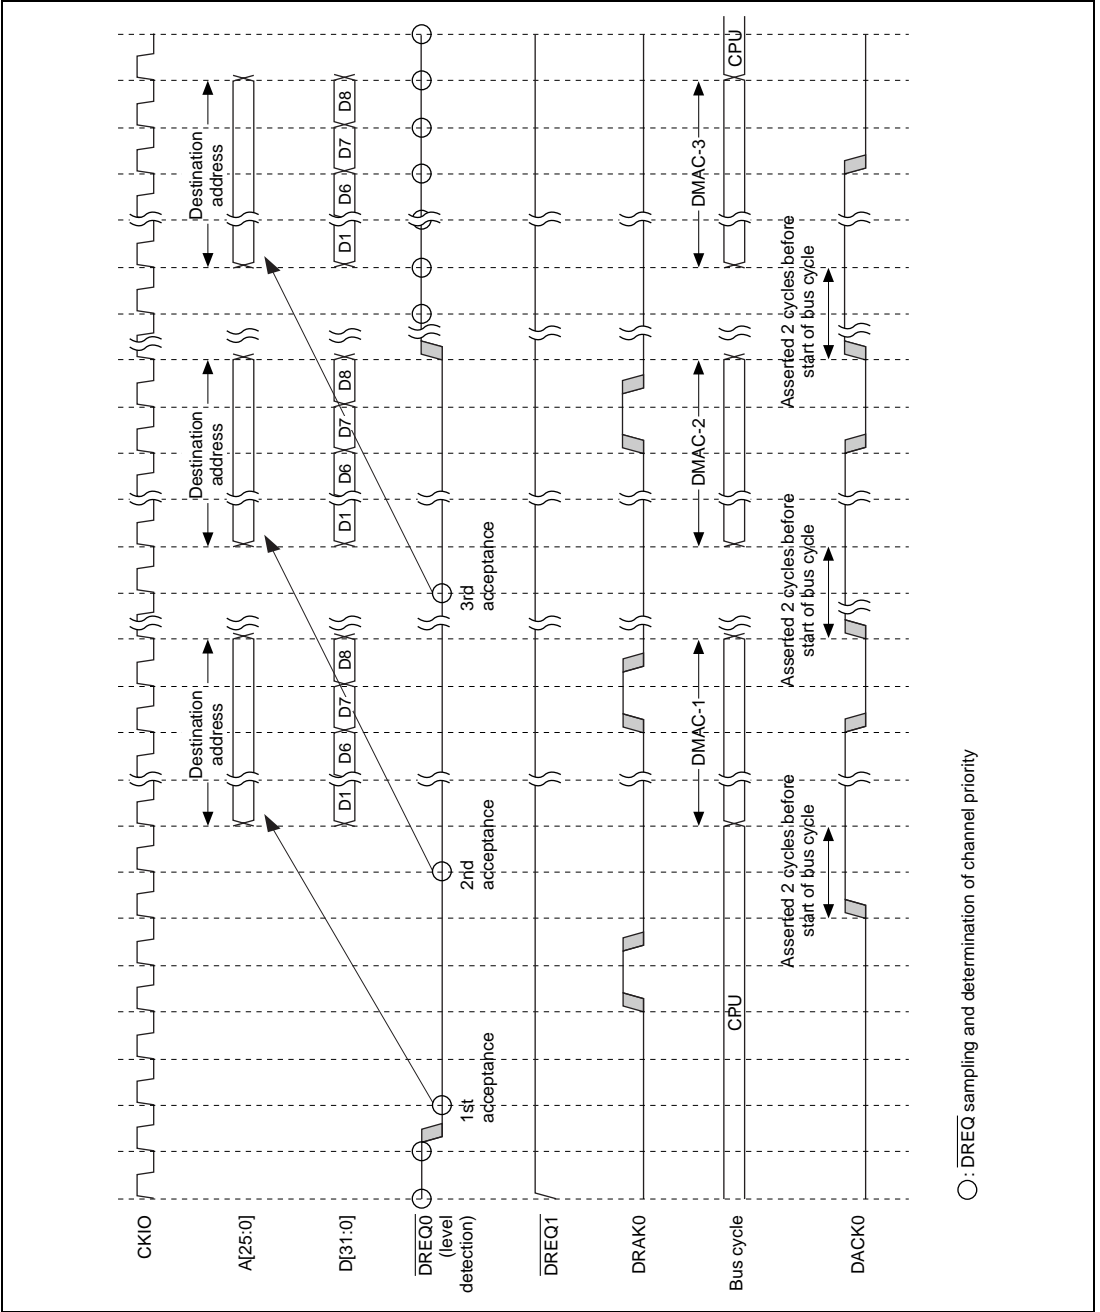 CKIO
A[25:0]
Destination
address
Destination
address
Destination
address
D[31:0]
D1
D6
D7
D8
D1
D6
D7
D8
D1
D6
D7
D8
DREQ0
(level
detection)
1st
acceptance
2nd
acceptance
3rd
acceptance
DREQ1
DRAK0
Bus cycle
CPU
DMAC-1
DMAC-2
DMAC-3
CPU
DACK0
Asserted 2 cycles before
start of bus cycle
Asserted 2 cycles before
start of bus cycle
Asserted 2 cycles before
start of bus cycle
: DREQ sampling and determination of channel priority